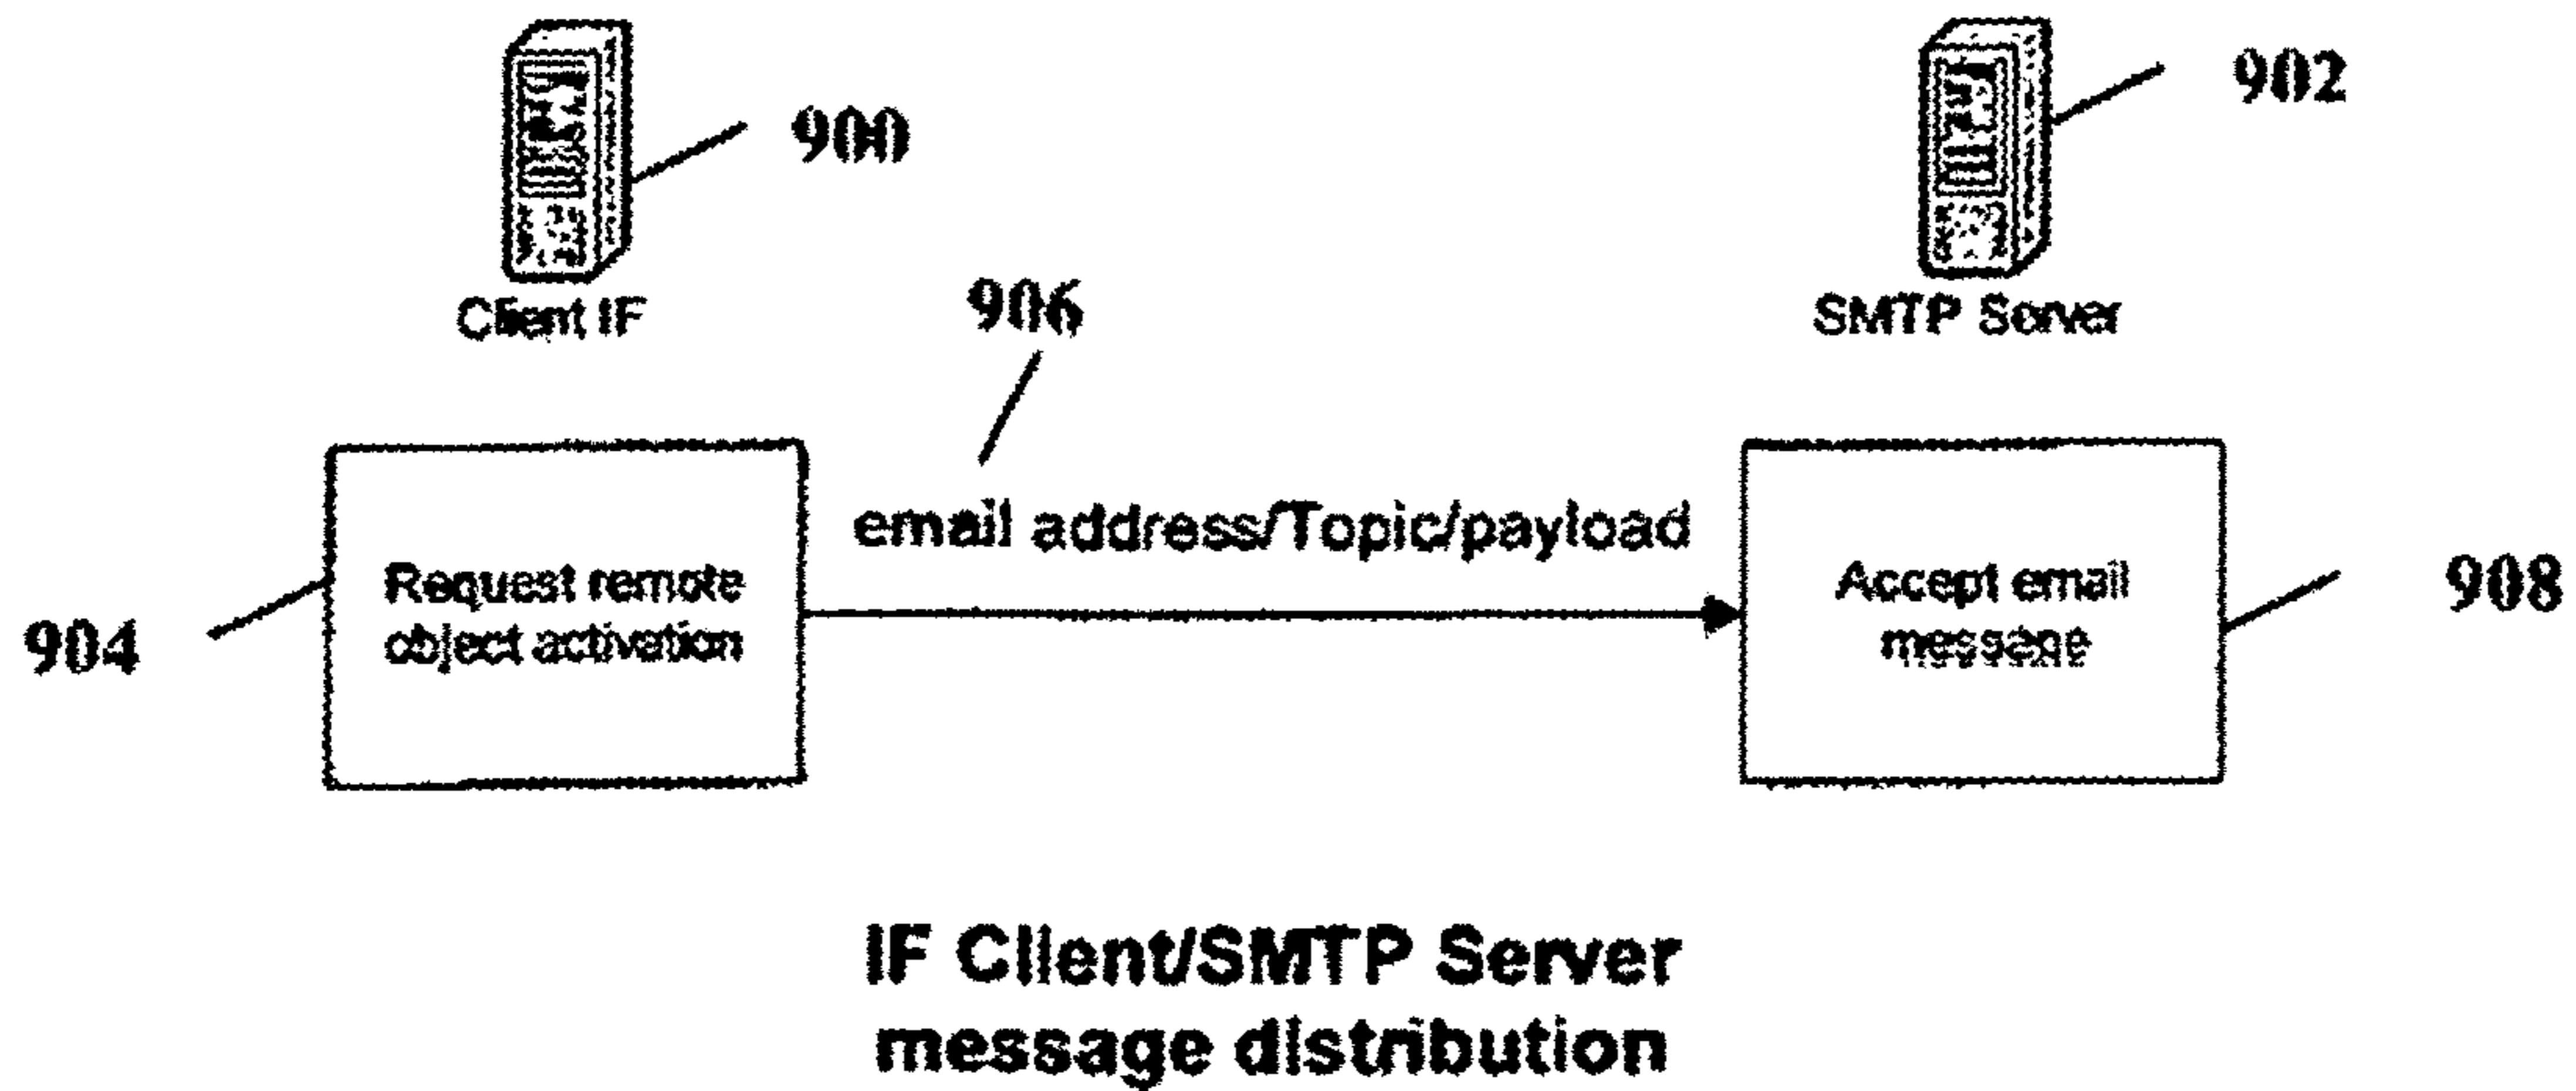 902
900
906
Client IF
SMTP Server
email address/Topic/payload
Request remote
object activation
Accept email
message
908
904
IF Client/SMTP Server
message distribution